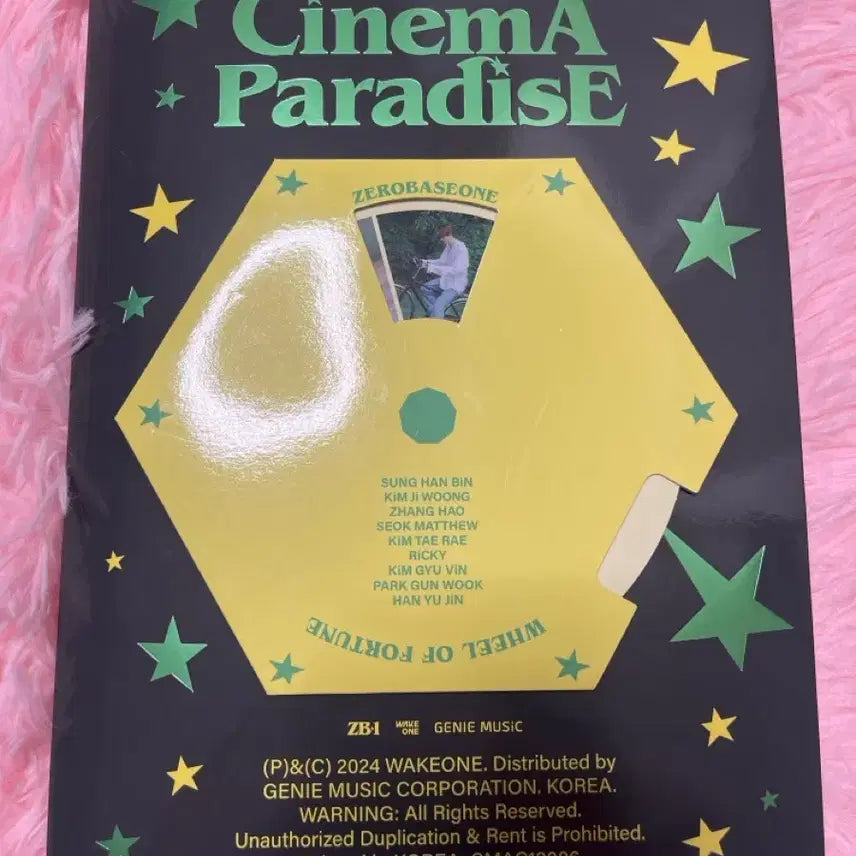 CinemA
ParadisE
ZEROBASEONE
SUNG HAN BiN
KiM Ji WOONG
ZHANG HAO
SEOK MATTHEW
KiM TAE RAE
RiCKY
KiM GYU ViN
PARK GUN WOOK
HAN YU JiN
WHEEL OF FORTUNE
ZB1 WAKE ONE GENIE MUSiC
(P)&(C) 2024 WAKEONE. Distributed by
GENIE MUSIC CORPORATION. KOREA.
WARNING: All Rights Reserved.
Unauthorized Duplication & Rent is Prohibited.
KOREA.